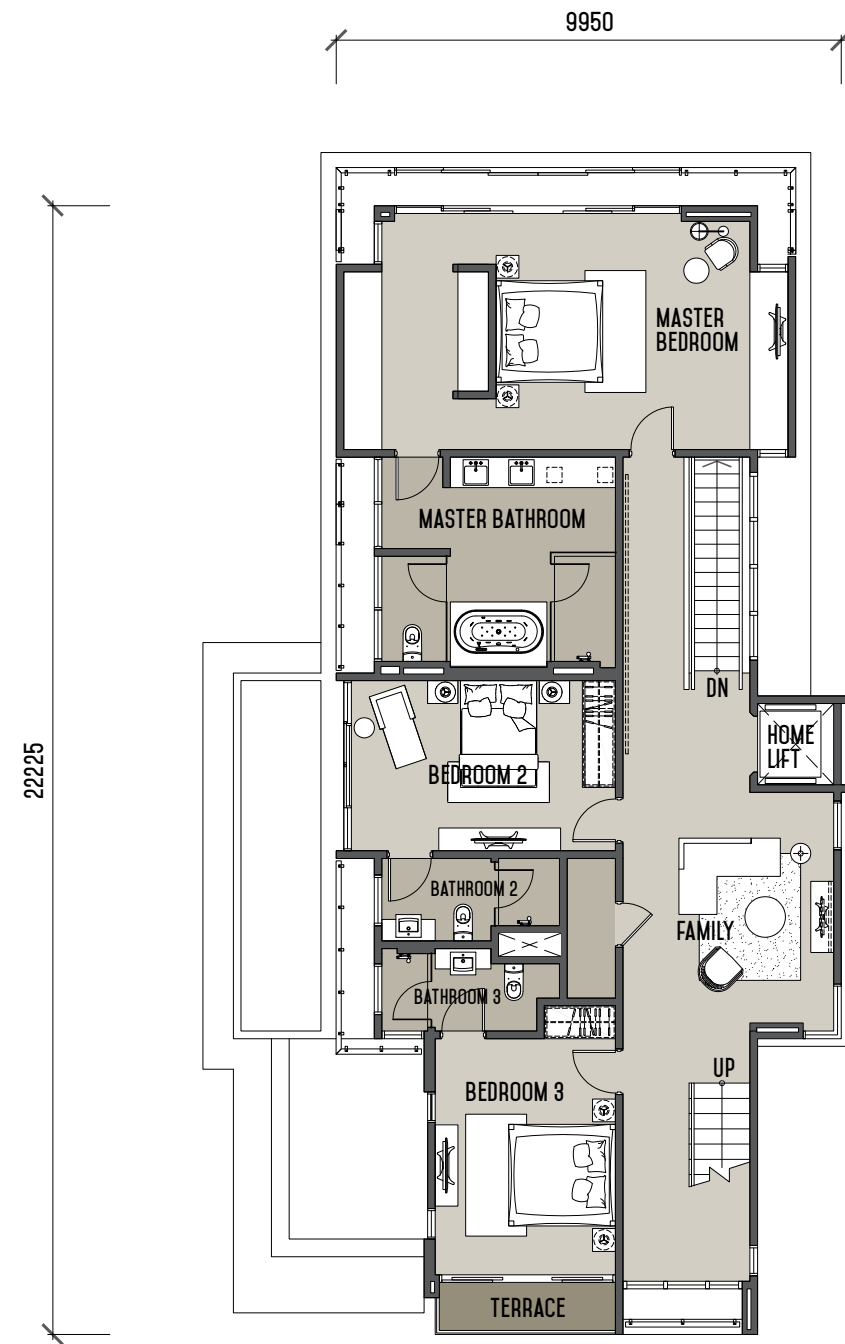 9950
22225
MASTER
BEDROOM
MASTER BATHROOM
DN
HOME
LIFT
BEDROOM 2
BATHROOM 2
FAMILY
BATHROOM 3
UP
BEDROOM 3
TERRACE